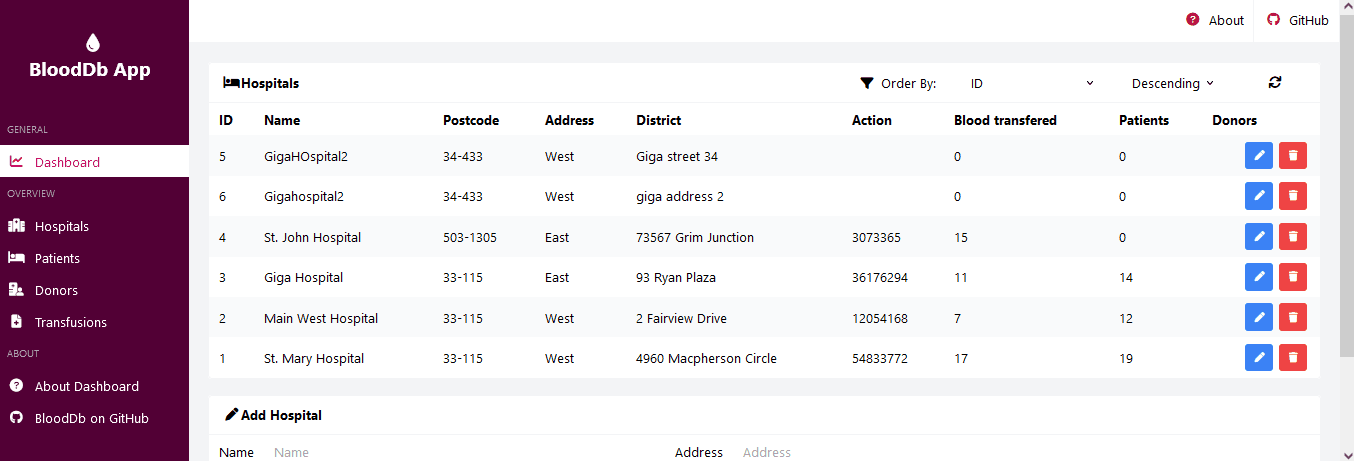 BloodDb App
GENERAL
Dashboard
OVERVIEW
Hospitals
Patients
Donors
Transfusions
ABOUT
About Dashboard
BloodDb on GitHub
About GitHub
Hospitals Order By: ID Descending
ID Name Postcode Address District Action Blood transfered Patients Donors
5 GigaHOspital2 34-433 West Giga street 34 0 0
6 Gigahospital2 34-433 West giga address 2 0 0
4 St. John Hospital 503-1305 East 73567 Grim Junction 3073365 15 0
3 Giga Hospital 33-115 East 93 Ryan Plaza 36176294 11 14
2 Main West Hospital 33-115 West 2 Fairview Drive 12054168 7 12
1 St. Mary Hospital 33-115 West 4960 Macpherson Circle 54833772 17 19
Add Hospital
Name Name Address Address